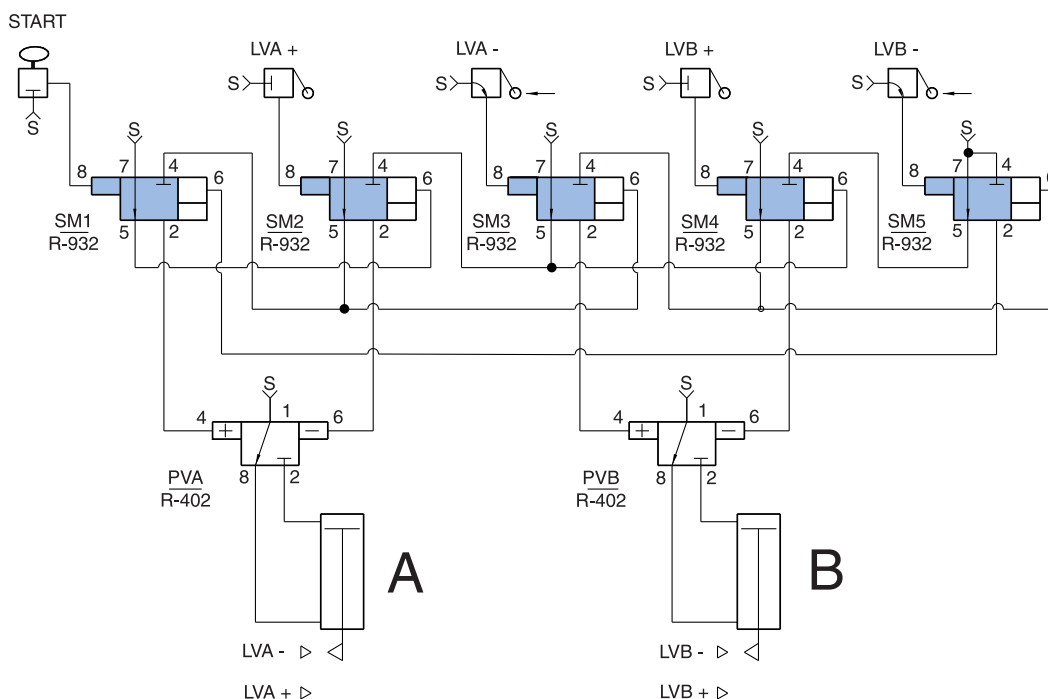 START
LVA +
LVA -
LVB +
LVB -
S
S
S
S
S
S
S
S
S
S
8
7
4
6
8
7
4
6
8
7
4
6
8
7
4
6
8
7
4
6
SM1
R-932
5
2
SM2
R-932
5
2
SM3
R-932
5
2
SM4
R-932
5
2
SM5
R-932
5
2
S
4
+
1
−
6
S
4
+
1
−
6
PVA
R-402
8
2
PVB
R-402
8
2
A
B
LVA -
LVB -
LVA +
LVB +